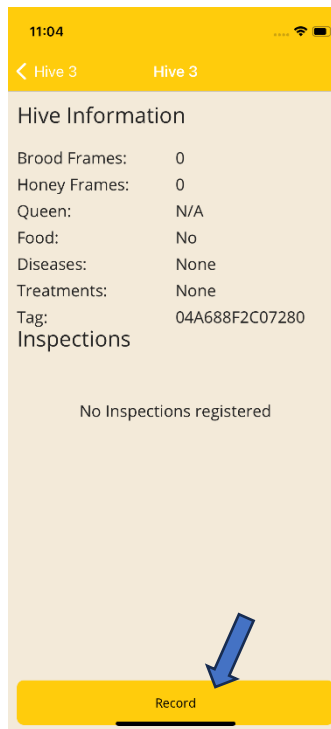 11:04
Hive 3 Hive 3
Hive Information
Brood Frames: 0
Honey Frames: 0
Queen: N/A
Food: No
Diseases: None
Treatments: None
Tag: 04A688F2C07280
Inspections
No Inspections registered
Record